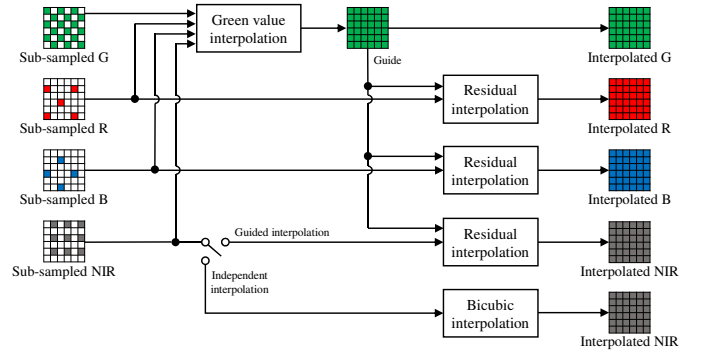 Green value
interpolation
Sub-sampled G
Guide
Interpolated G
Residual
interpolation
Sub-sampled R
Interpolated R
Residual
interpolation
Sub-sampled B
Interpolated B
Guided interpolation
Residual
interpolation
Sub-sampled NIR
Interpolated NIR
Independent
interpolation
Bicubic
interpolation
Interpolated NIR